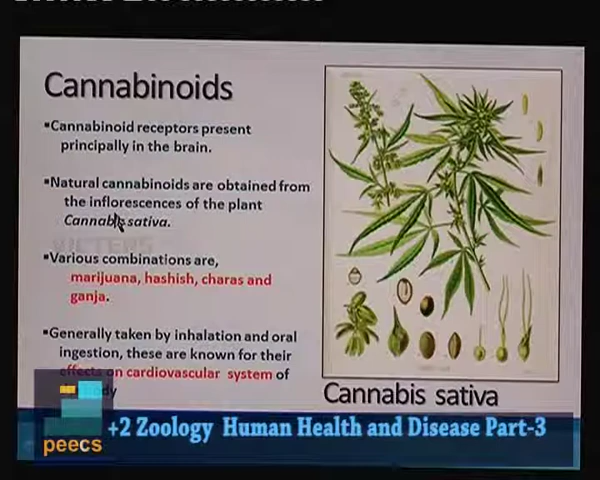 Cannabinoids
▪Cannabinoid receptors present
principally in the brain.
▪Natural cannabinoids are obtained from
the inflorescences of the plant
Cannabis sativa.
VICTERS
▪Various combinations are,
marijuana, hashish, charas and
ganja.
▪Generally taken by inhalation and oral
ingestion, these are known for their
effects on cardiovascular system of
Cannabis sativa
+2 Zoology Human Health and Disease Part-3
peecs